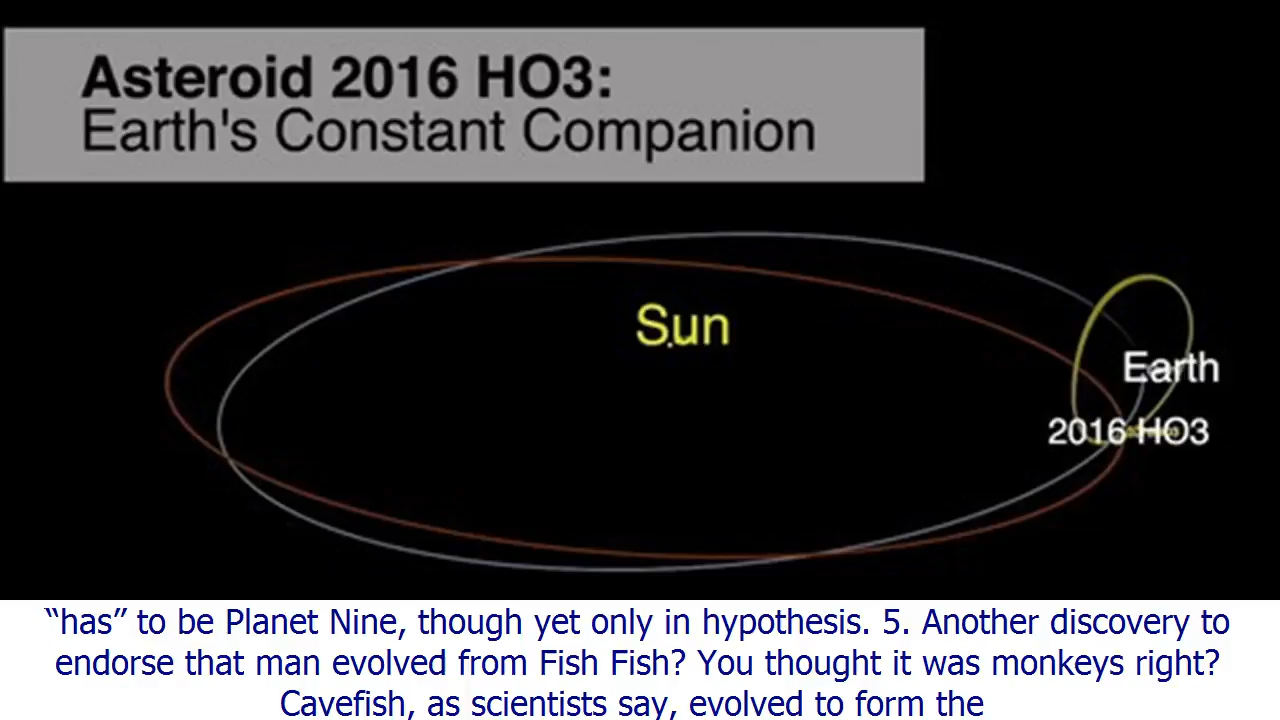 Asteroid 2016 HO3:
Earth's Constant Companion
Sun
Earth
2016 HO3
“has” to be Planet Nine, though yet only in hypothesis. 5. Another discovery to
endorse that man evolved from Fish Fish? You thought it was monkeys right?
Cavefish, as scientists say, evolved to form the